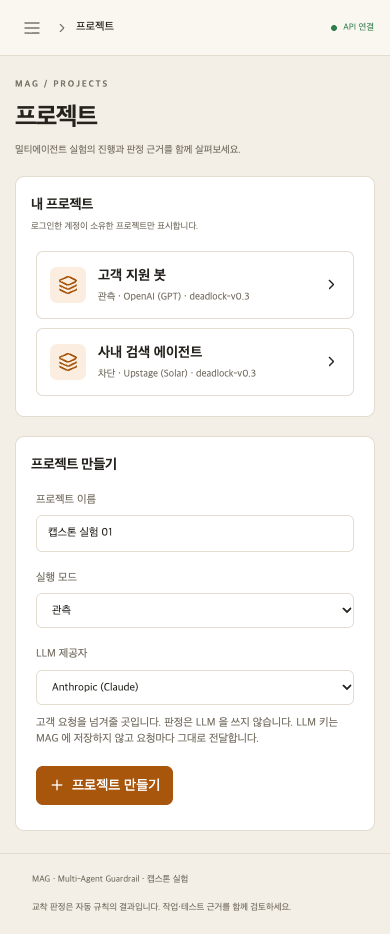 프로젝트
API 연결
MAG / PROJECTS
프로젝트
멀티에이전트 실험의 진행과 판정 근거를 함께 살펴보세요.
내 프로젝트
로그인한 계정이 소유한 프로젝트만 표시합니다.
고객 지원 봇
관측 · OpenAI (GPT) · deadlock-v0.3
사내 검색 에이전트
차단 · Upstage (Solar) · deadlock-v0.3
프로젝트 만들기
프로젝트 이름
캡스톤 실험 01
실행 모드
관측
LLM 제공자
Anthropic (Claude)
고객 요청을 넘겨줄 곳입니다. 판정은 LLM 을 쓰지 않습니다. LLM 키는
MAG 에 저장하지 않고 요청마다 그대로 전달합니다.
프로젝트 만들기
MAG · Multi-Agent Guardrail · 캡스톤 실험
교착 판정은 자동 규칙의 결과입니다. 작업·테스트 근거를 함께 검토하세요.